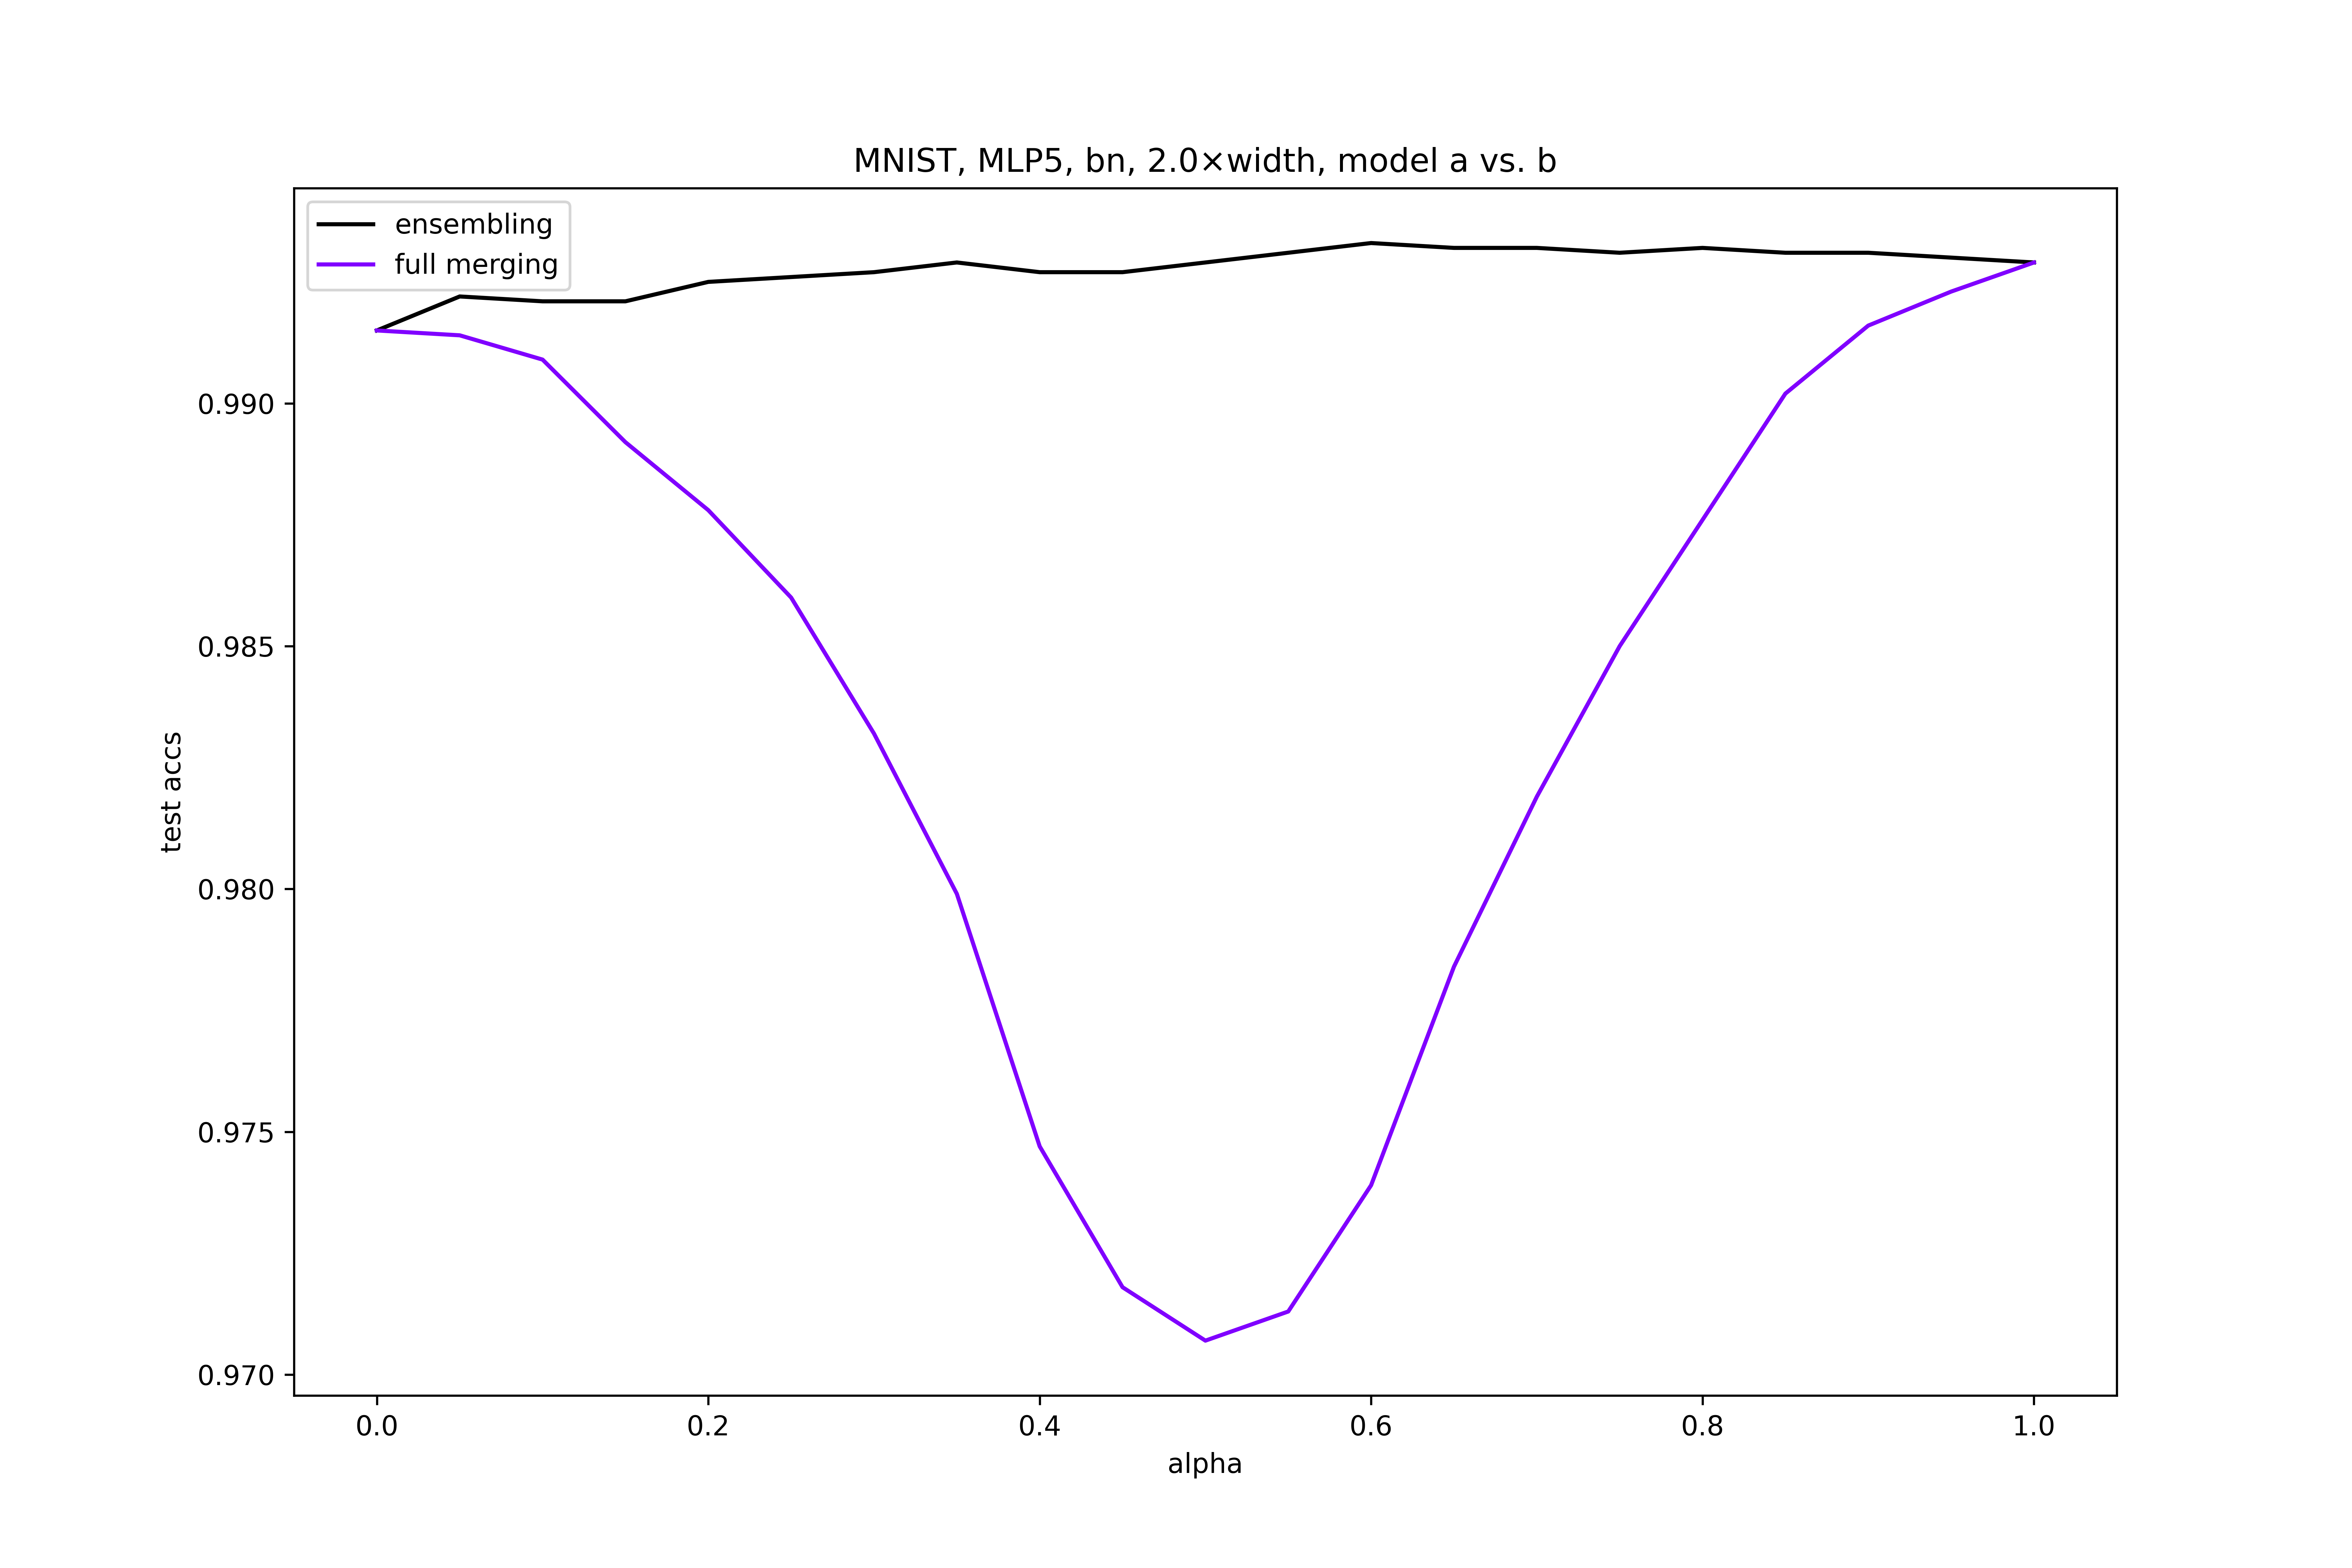 MNIST, MLP5, bn, 2.0×width, model a vs. b
ensembling
full merging
0.990
0.985
0.980
0.975
0.970
test accs
0.0 0.2 0.4 0.6 0.8 1.0
alpha